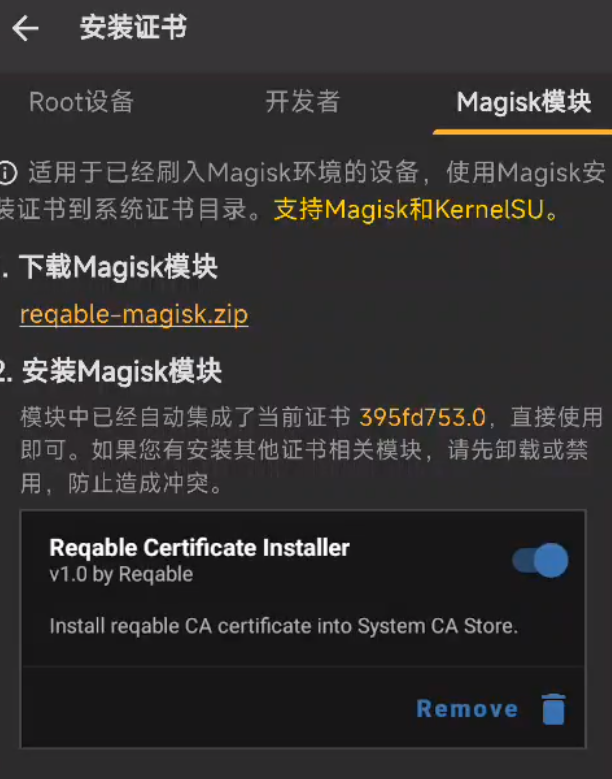 安装证书
Root设备
开发者
Magisk模块
适用于已经刷入Magisk环境的设备，使用Magisk安
装证书到系统证书目录。支持Magisk和KernelSU。
. 下载Magisk模块
reqable-magisk.zip
2. 安装Magisk模块
模块中已经自动集成了当前证书 395fd753.0，直接使用
即可。如果您有安装其他证书相关模块，请先卸载或禁
用，防止造成冲突。
Reqable Certificate Installer
v1.0 by Reqable
Install reqable CA certificate into System CA Store.
Remove